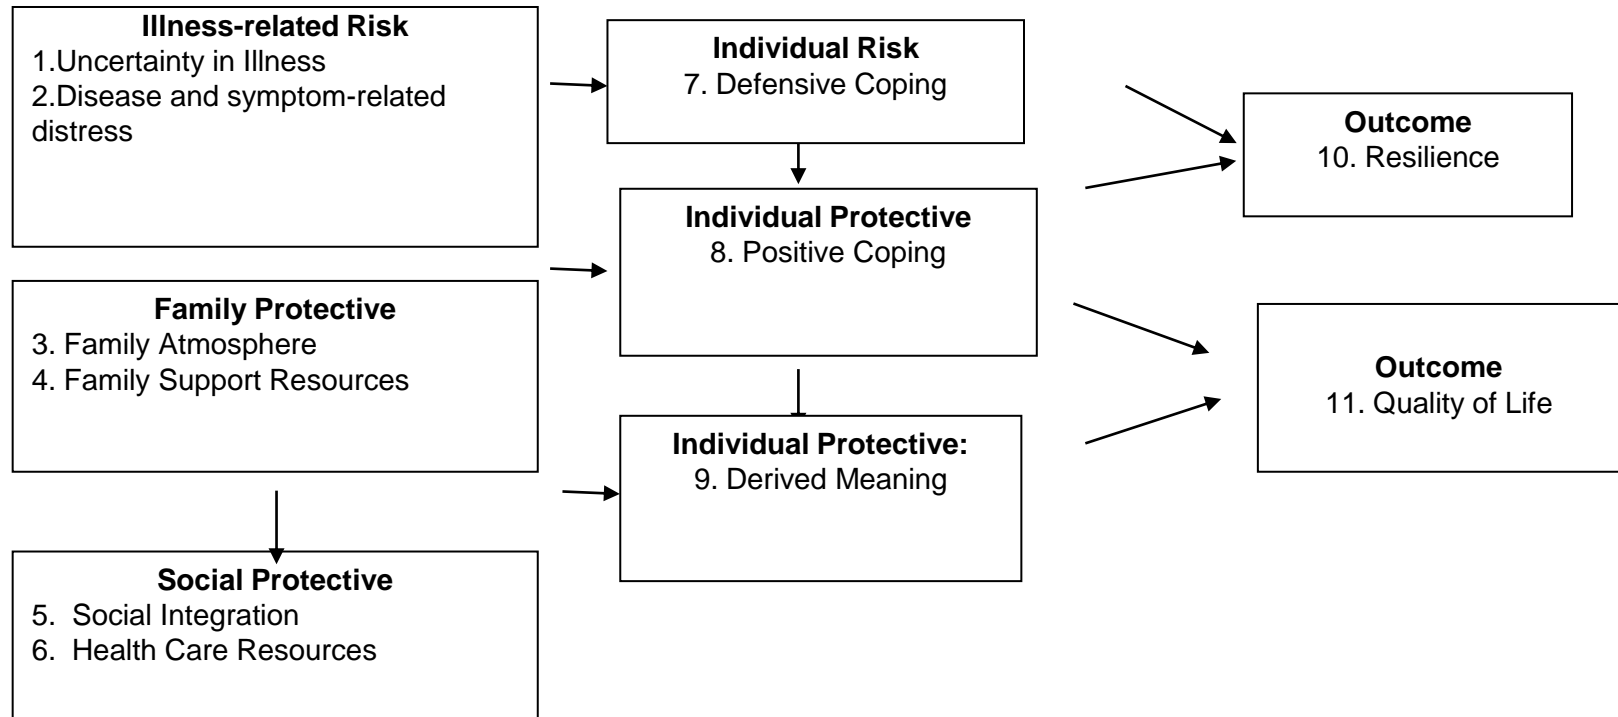 Illness-related Risk
1.Uncertainty in Illness
2.Disease and symptom-related
distress
Family Protective
3. Family Atmosphere
4. Family Support Resources
Social Protective
5.  Social Integration
6.  Health Care Resources
Individual Risk
7. Defensive Coping
Individual Protective
8. Positive Coping
Individual Protective:
9. Derived Meaning
Outcome
10. Resilience
Outcome
11. Quality of Life